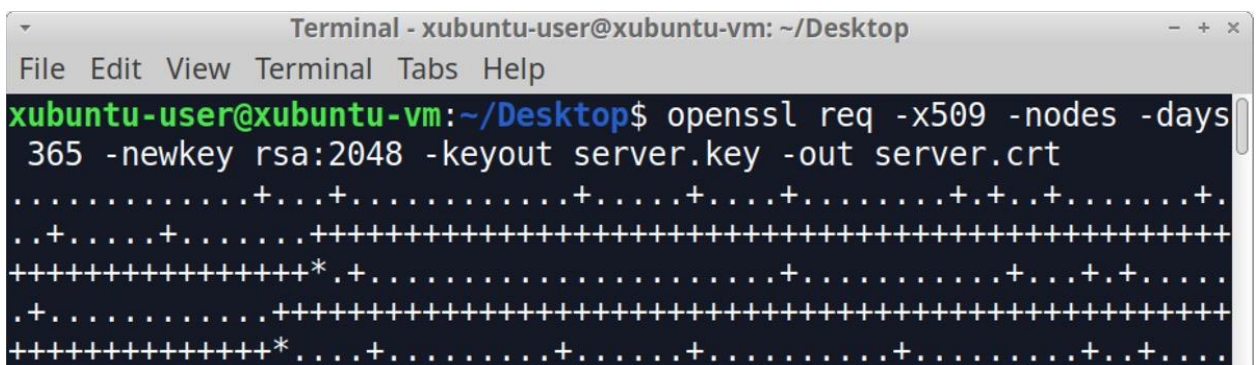 Terminal - xubuntu-user@xubuntu-vm: ~/Desktop
File Edit View Terminal Tabs Help
xubuntu-user@xubuntu-vm:~/Desktop$ openssl req -x509 -nodes -days
 365 -newkey rsa:2048 -keyout server.key -out server.crt
.............+...+............+.....+....+........+.+..+.......+.
..+.....+.......+++++++++++++++++++++++++++++++++++++++++++++++++
++++++++++++++++*.+......................+...........+...+.+.....
.+............+++++++++++++++++++++++++++++++++++++++++++++++++++
++++++++++++++*....+.........+......+..........+.........+..+....